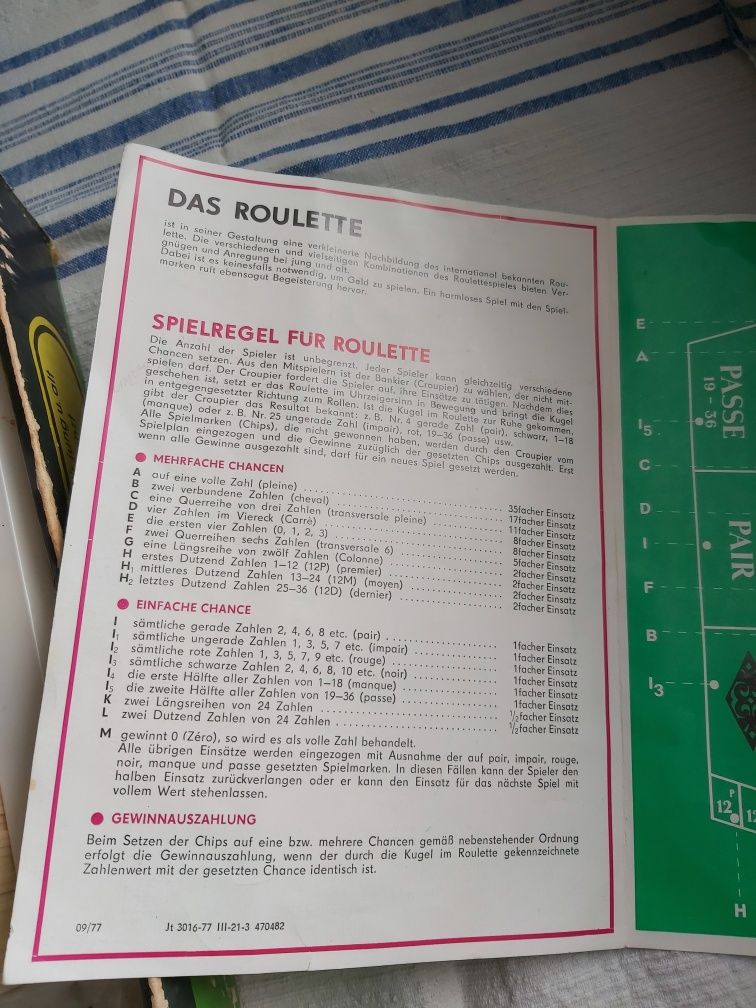 DAS ROULETTE
ist in seiner Gestaltung eine verkleinerte Nachbildung des international bekannten Rou-
lette. Die verschiedenen und vielseitigen Kombinationen des Roulettespieles bieten Ver-
gnügen und Anregung bei jung und alt.
Dabei ist es keinesfalls notwendig, um Geld zu spielen. Ein harmloses Spiel mit den Spiel-
marken ruft ebensogut Begeisterung hervor.
SPIELREGEL FUR ROULETTE
Die Anzahl der Spieler ist unbegrenzt. Jeder Spieler kann gleichzeitig verschiedene
Chancen setzen. Aus den Mitspielern ist der Bankier (Croupier) zu wählen, der nicht mit-
spielen darf. Der Croupier fordert die Spieler auf, ihre Einsätze zu tätigen. Nachdem dies
geschehen ist, setzt er das Roulette im Uhrzeigersinn in Bewegung und bringt die Kugel
in entgegengesetzter Richtung zum Rollen. Ist die Kugel im Roulette zur Ruhe gekommen,
gibt der Croupier das Resultat bekannt: z. B. Nr. 4 gerade Zahl (pair), schwarz, 1–18
(manque) oder z. B. Nr. 25 ungerade Zahl (impair), rot, 19–36 (passe) usw.
Alle Spielmarken (Chips), die nicht gewonnen haben, werden durch den Croupier vom
Spielplan eingezogen und die Gewinne zuzüglich der gesetzten Chips ausgezahlt. Erst
wenn alle Gewinne ausgezahlt sind, darf für ein neues Spiel gesetzt werden.
● MEHRFACHE CHANCEN
A auf eine volle Zahl (pleine) ... 35facher Einsatz
B zwei verbundene Zahlen (cheval) ... 17facher Einsatz
C eine Querreihe von drei Zahlen (transversale pleine) ... 11facher Einsatz
D vier Zahlen im Viereck (Carrè) ... 8facher Einsatz
E die ersten vier Zahlen (0, 1, 2, 3) ... 8facher Einsatz
F zwei Querreihen sechs Zahlen (transversale 6) ... 5facher Einsatz
G eine Längsreihe von zwölf Zahlen (Colonne) ... 2facher Einsatz
H erstes Dutzend Zahlen 1–12 (12P) (premier) ... 2facher Einsatz
H₁ mittleres Dutzend Zahlen 13–24 (12M) (moyen) ... 2facher Einsatz
H₂ letztes Dutzend Zahlen 25–36 (12D) (dernier) ... 2facher Einsatz
● EINFACHE CHANCE
I sämtliche gerade Zahlen 2, 4, 6, 8 etc. (pair) ... 1facher Einsatz
I₁ sämtliche ungerade Zahlen 1, 3, 5, 7 etc. (impair) ... 1facher Einsatz
I₂ sämtliche rote Zahlen 1, 3, 5, 7, 9 etc. (rouge) ... 1facher Einsatz
I₃ sämtliche schwarze Zahlen 2, 4, 6, 8, 10 etc. (noir) ... 1facher Einsatz
I₄ die erste Hälfte aller Zahlen von 1–18 (manque) ... 1facher Einsatz
I₅ die zweite Hälfte aller Zahlen von 19–36 (passe) ... 1facher Einsatz
K zwei Längsreihen von 24 Zahlen ... ½facher Einsatz
L zwei Dutzend Zahlen von 24 Zahlen ... ½facher Einsatz
M gewinnt 0 (Zéro), so wird es als volle Zahl behandelt.
Alle übrigen Einsätze werden eingezogen mit Ausnahme der auf pair, impair, rouge,
noir, manque und passe gesetzten Spielmarken. In diesen Fällen kann der Spieler den
halben Einsatz zurückverlangen oder er kann den Einsatz für das nächste Spiel mit
vollem Wert stehenlassen.
● GEWINNAUSZAHLUNG
Beim Setzen der Chips auf eine bzw. mehrere Chancen gemäß nebenstehender Ordnung
erfolgt die Gewinnauszahlung, wenn der durch die Kugel im Roulette gekennzeichnete
Zahlenwert mit der gesetzten Chance identisch ist.
09/77 Jt 3016-77 III-21-3 470482
E
A
I5
C
D
I
F
B
I3
H
PASSE
19 - 36
PAIR
12 P